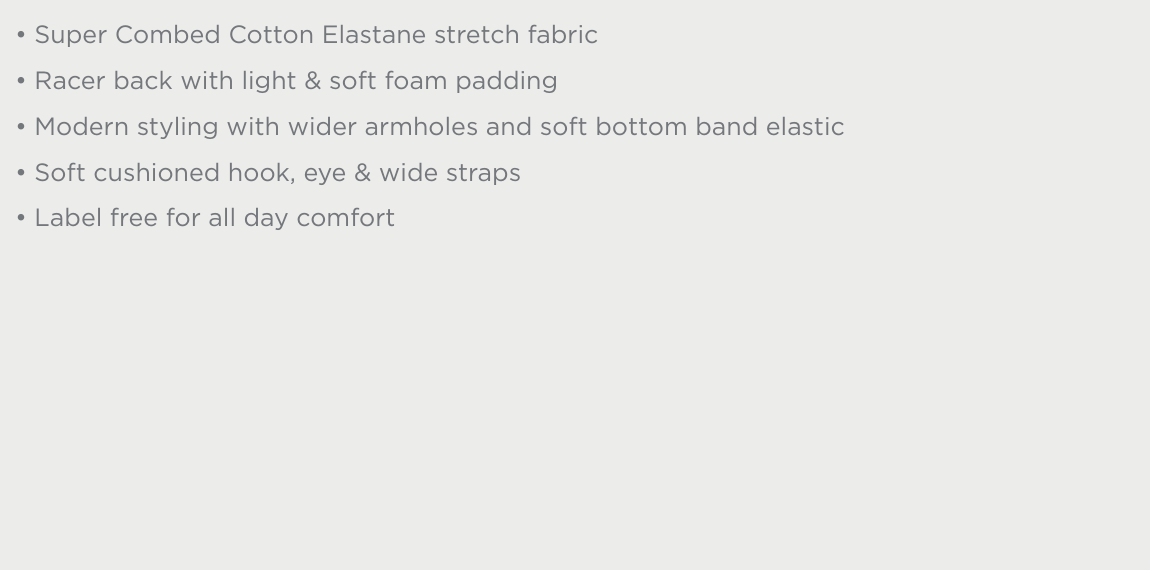 • Super Combed Cotton Elastane stretch fabric
• Racer back with light & soft foam padding
• Modern styling with wider armholes and soft bottom band elastic
• Soft cushioned hook, eye & wide straps
• Label free for all day comfort